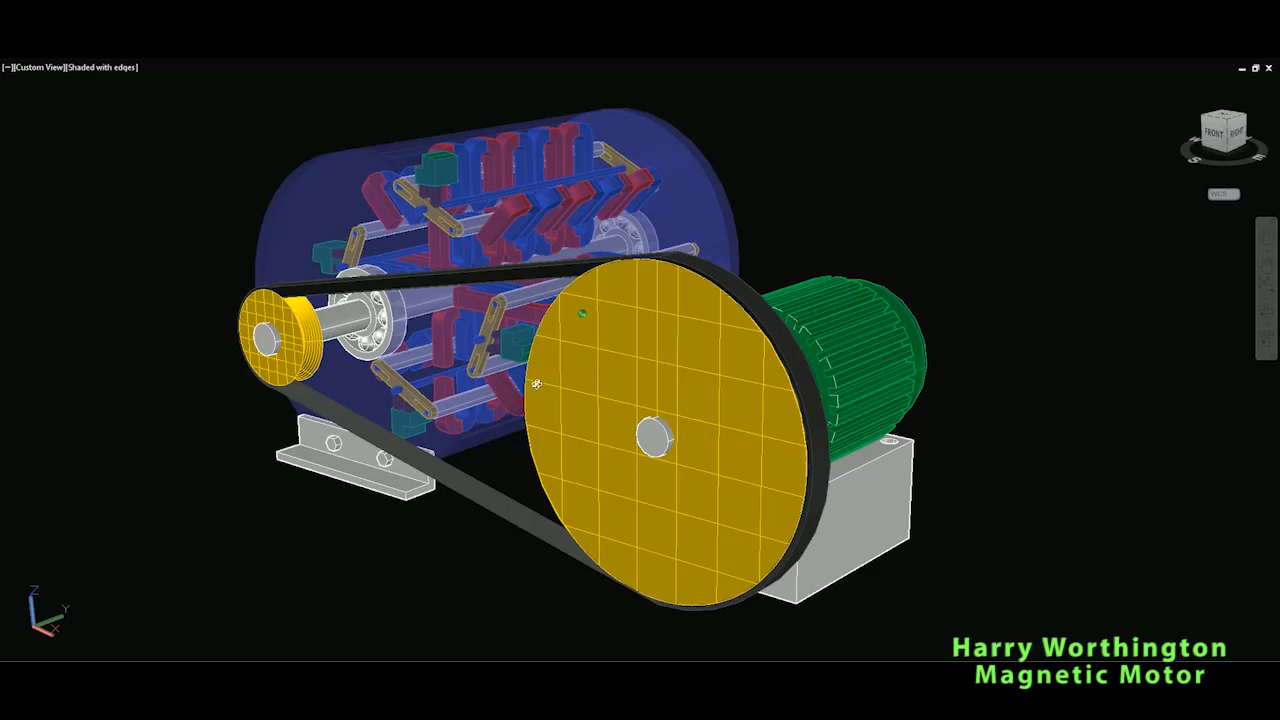 [−][Custom View][Shaded with edges]
FRONT RIGHT
S E
WCS
Z
Y
X
Harry Worthington
Magnetic Motor